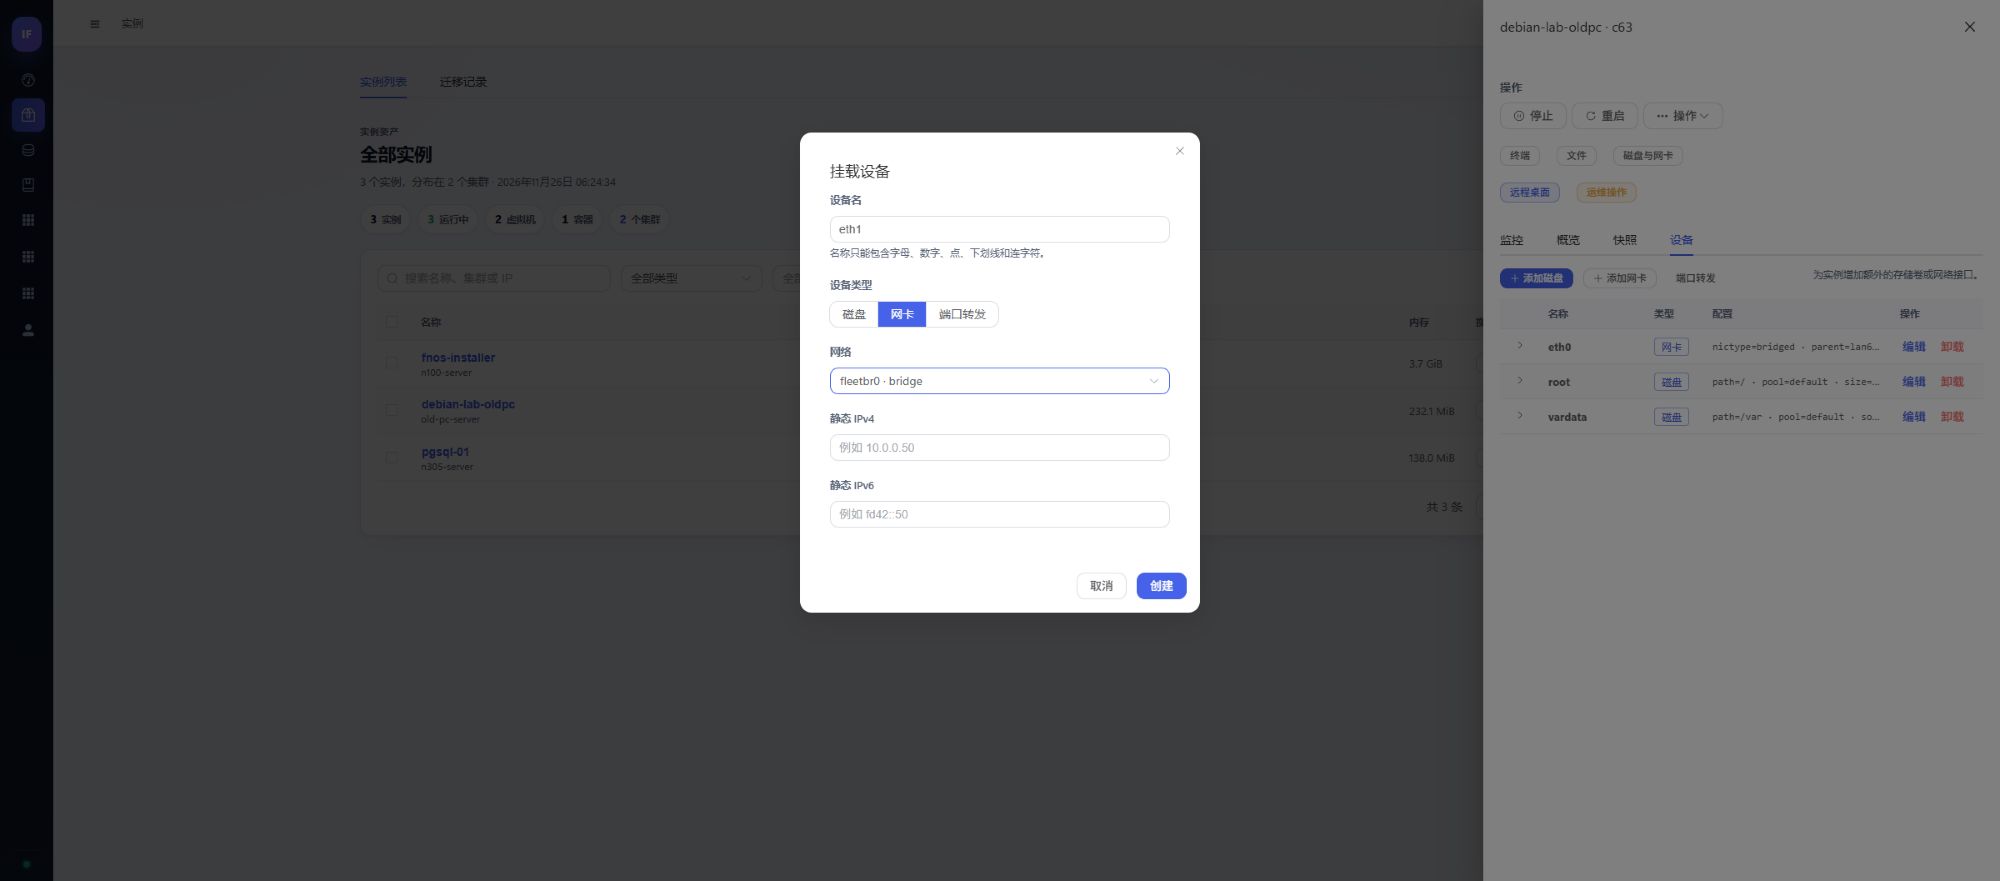 IF
实例
实例列表
迁移记录
实例资产
全部实例
3 个实例，分布在 2 个集群 · 2026年11月26日 06:24:34
3 实例
3 运行中
2 虚拟机
1 容器
2 个集群
搜索名称、集群或 IP
全部类型
名称
内存
fnos-installer
n100-server
3.7 GiB
debian-lab-oldpc
old-pc-server
232.1 MiB
pgsql-01
n305-server
138.0 MiB
共 3 条
挂载设备
设备名
eth1
名称只能包含字母、数字、点、下划线和连字符。
设备类型
磁盘
网卡
端口转发
网络
fleetbr0 · bridge
静态 IPv4
例如 10.0.0.50
静态 IPv6
例如 fd42::50
取消
创建
debian-lab-oldpc · c63
操作
停止
重启
操作
终端
文件
磁盘与网卡
远程桌面
运维操作
监控
概览
快照
设备
添加磁盘
添加网卡
端口转发
为实例增加额外的存储卷或网络接口。
名称 类型 配置 操作
eth0 网卡 nictype=bridged · parent=lan6... 编辑 卸载
root 磁盘 path=/ · pool=default · size=... 编辑 卸载
vardata 磁盘 path=/var · pool=default · so... 编辑 卸载